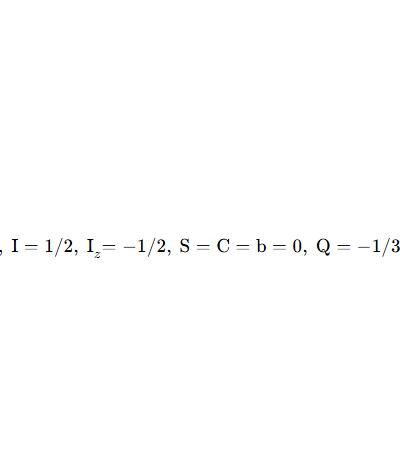 , I = 1/2, I_z= −1/2, S = C = b = 0, Q = −1/3